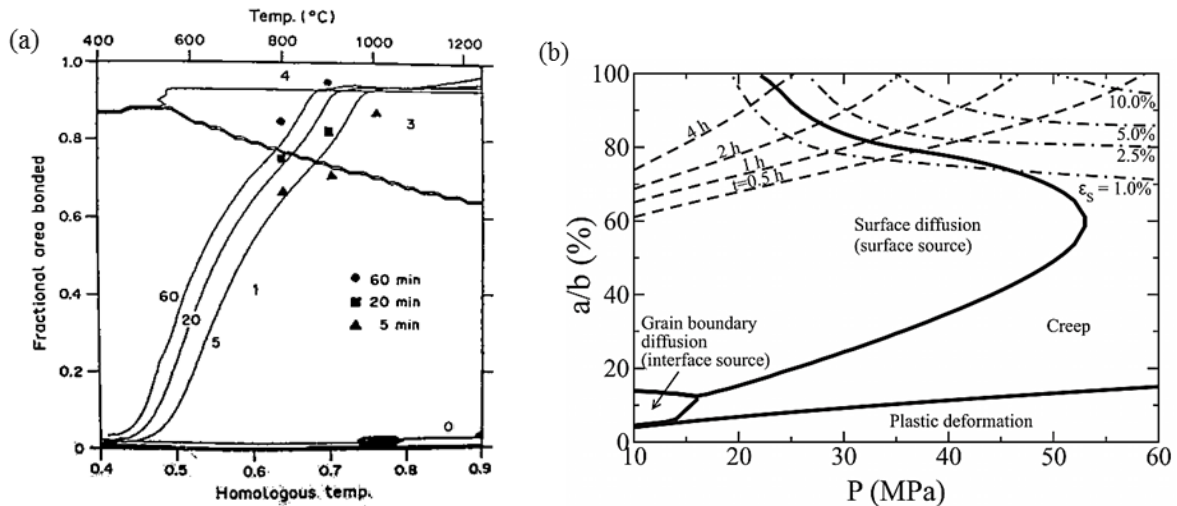 (a)
Temp. (°C)
400 600 800 1000 1200
Fractional area bonded
1.0
0.8
0.6
0.4
0.2
0
4
3
60
20
5
1
0
60 min
20 min
5 min
0.4 0.5 0.6 0.7 0.8 0.9
Homologous temp.
(b)
a/b (%)
100
80
60
40
20
0
4 h
2 h
1 h
t=0.5 h
10.0%
5.0%
2.5%
εS = 1.0%
Surface diffusion
(surface source)
Grain boundary
diffusion
(interface source)
Creep
Plastic deformation
10 20 30 40 50 60
P (MPa)